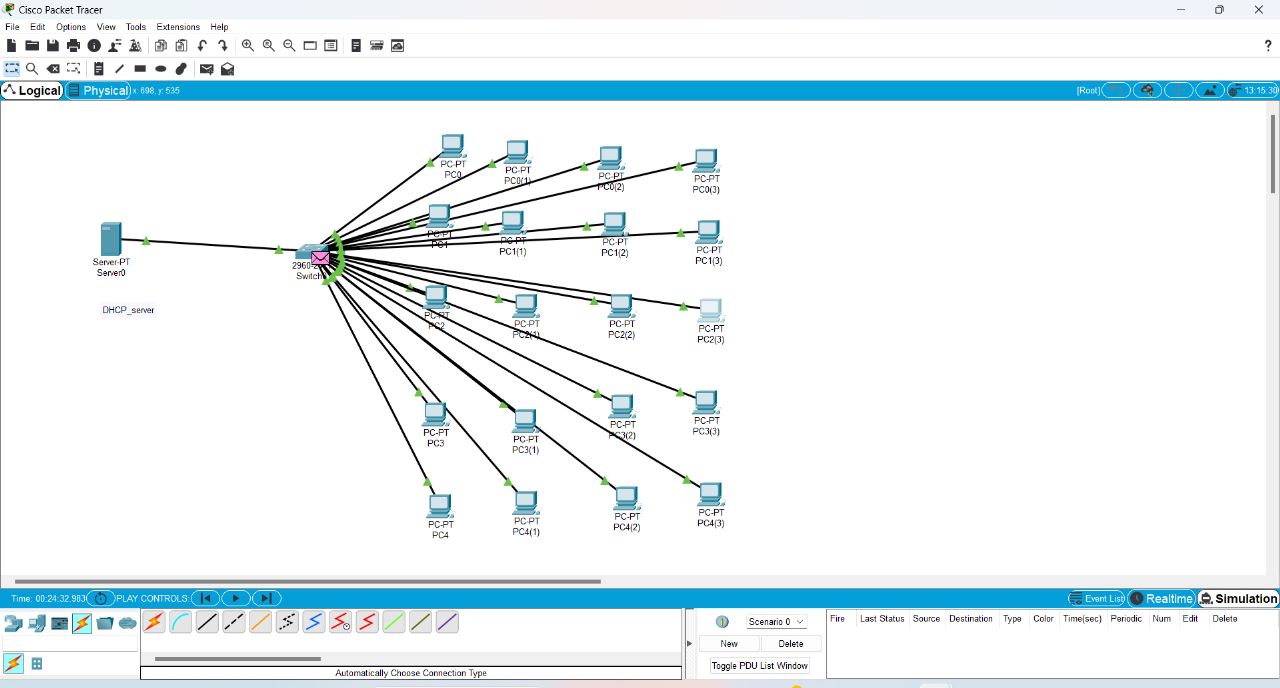 Cisco Packet Tracer
File Edit Options View Tools Extensions Help
?
Logical Physical x: 698, y: 535 [Root] 13:15:30
PC-PT
PC0
PC-PT
PC0(1)
PC-PT
PC0(2)
PC-PT
PC0(3)
PC-PT
PC1
PC-PT
PC1(1)
PC-PT
PC1(2)
PC-PT
PC1(3)
Server-PT
Server0
DHCP_server
PC-PT
PC2
PC-PT
PC2(1)
PC-PT
PC2(2)
PC-PT
PC2(3)
PC-PT
PC3
PC-PT
PC3(1)
PC-PT
PC3(2)
PC-PT
PC3(3)
PC-PT
PC4
PC-PT
PC4(1)
PC-PT
PC4(2)
PC-PT
PC4(3)
Time: 00:24:32.983 PLAY CONTROLS: Event List Realtime Simulation
Scenario 0
New Delete
Toggle PDU List Window
Fire Last Status Source Destination Type Color Time(sec) Periodic Num Edit Delete
Automatically Choose Connection Type